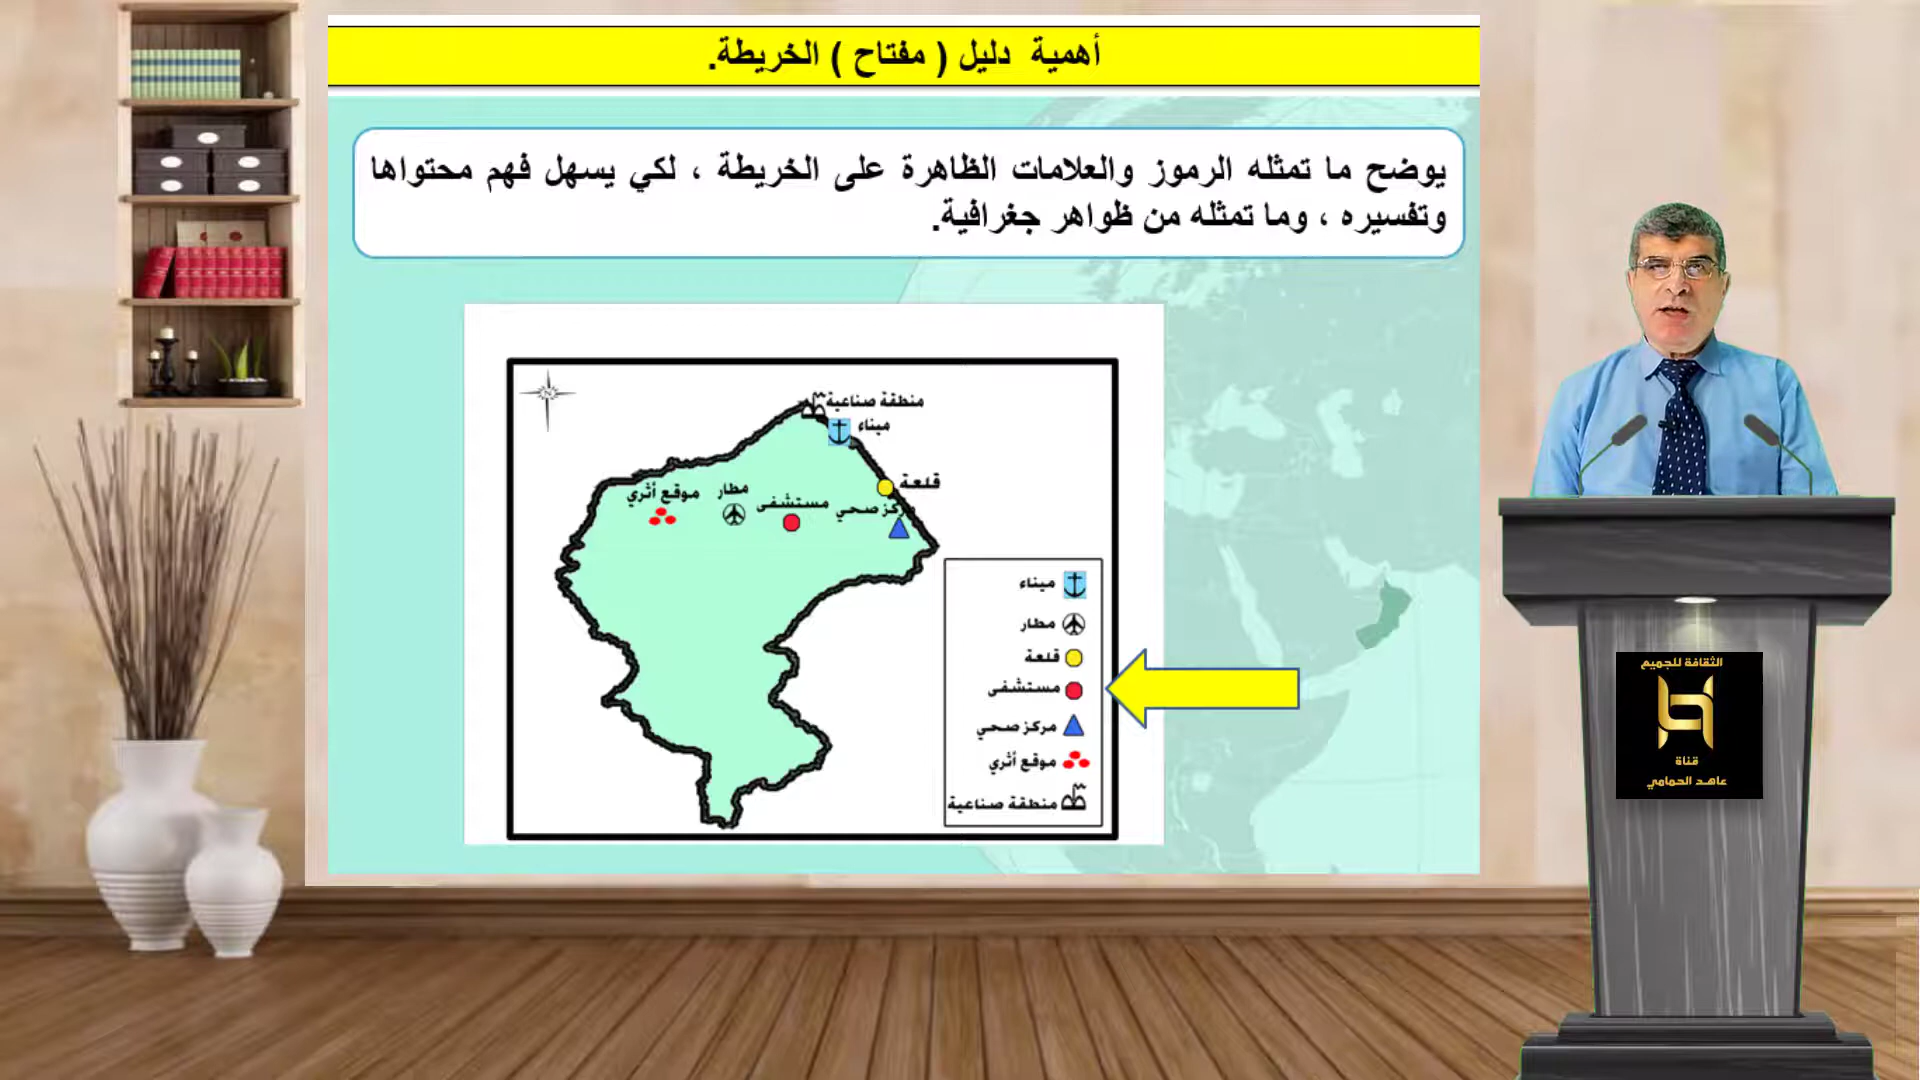 أهمية دليل ( مفتاح ) الخريطة.
يوضح ما تمثله الرموز والعلامات الظاهرة على الخريطة ، لكي يسهل فهم محتواها
وتفسيره ، وما تمثله من ظواهر جغرافية.
منطقة صناعية
ميناء
قلعة
مركز صحي
مستشفى
مطار
موقع أثري
N
ميناء
مطار
قلعة
مستشفى
مركز صحي
موقع أثري
منطقة صناعية
الثقافة للجميع
قناة
عاهد الحمامي